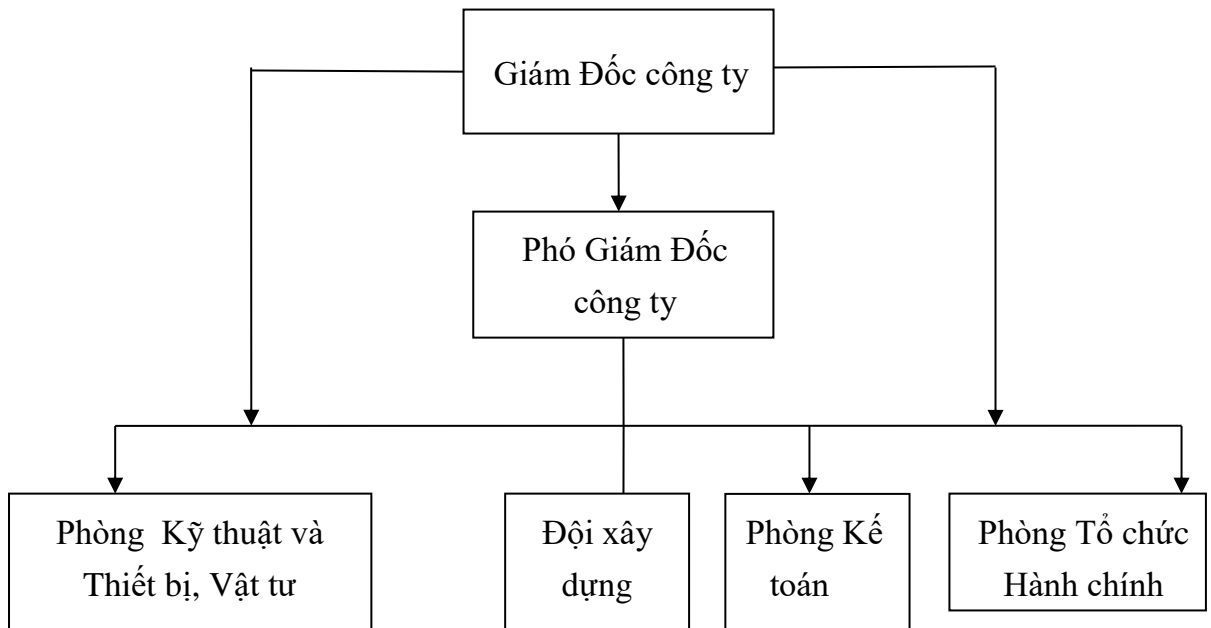 Giám Đốc công ty
Phó Giám Đốc
công ty
Phòng Kỹ thuật và
Thiết bị, Vật tư
Đội xây
dựng
Phòng Kế
toán
Phòng Tổ chức
Hành chính